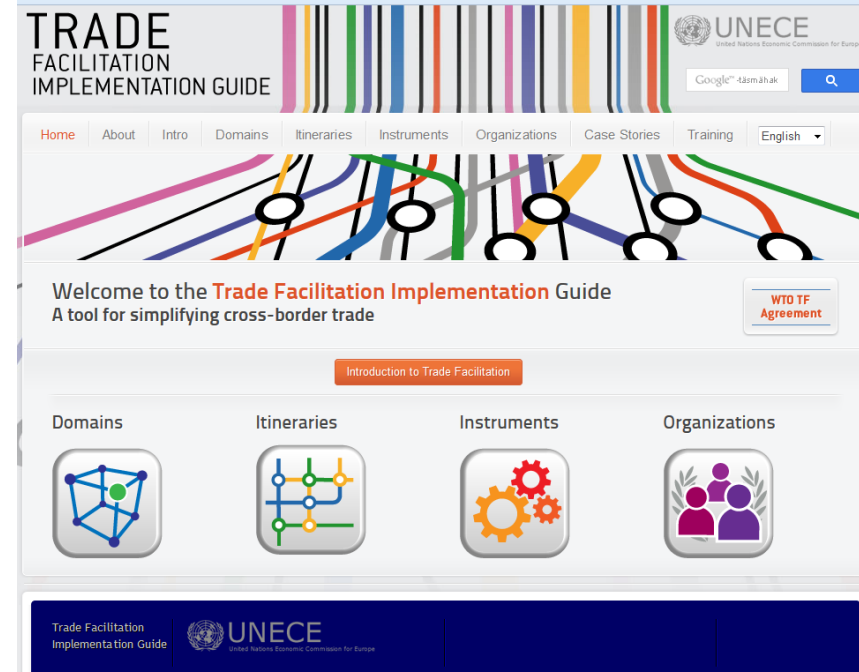 TRADE
FACILITATION
IMPLEMENTATION GUIDE
UNECE
United Nations Economic Commission for Europe
Google™ -täsmähak
Home About Intro Domains Itineraries Instruments Organizations Case Stories Training English
Welcome to the Trade Facilitation Implementation Guide
A tool for simplifying cross-border trade
WTO TF
Agreement
Introduction to Trade Facilitation
Domains Itineraries Instruments Organizations
Trade Facilitation
Implementation Guide
UNECE
United Nations Economic Commission for Europe